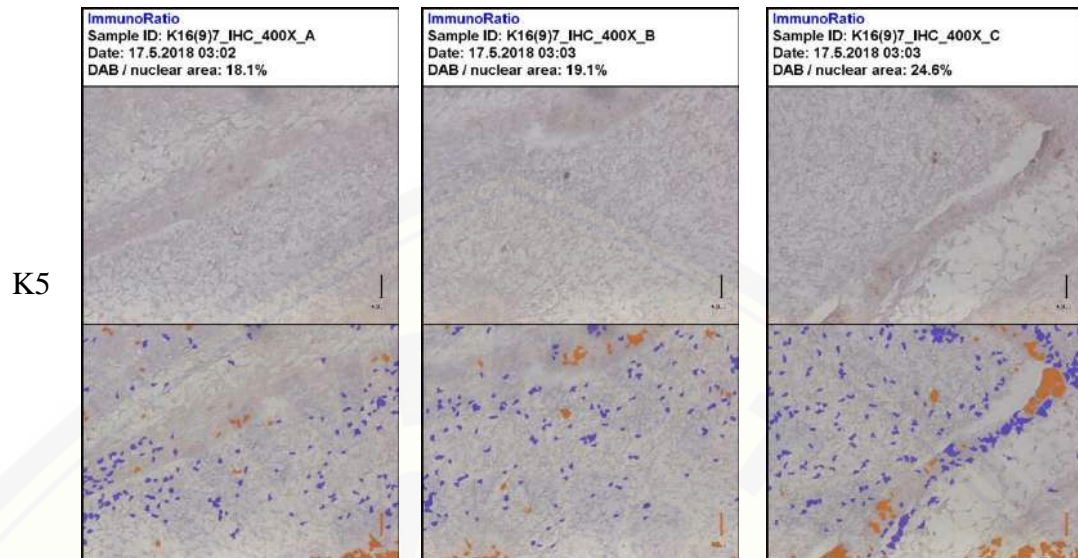 ImmunoRatio
Sample ID: K16(9)7_IHC_400X_A
Date: 17.5.2018 03:02
DAB / nuclear area: 18.1%
ImmunoRatio
Sample ID: K16(9)7_IHC_400X_B
Date: 17.5.2018 03:03
DAB / nuclear area: 19.1%
ImmunoRatio
Sample ID: K16(9)7_IHC_400X_C
Date: 17.5.2018 03:03
DAB / nuclear area: 24.6%
K5